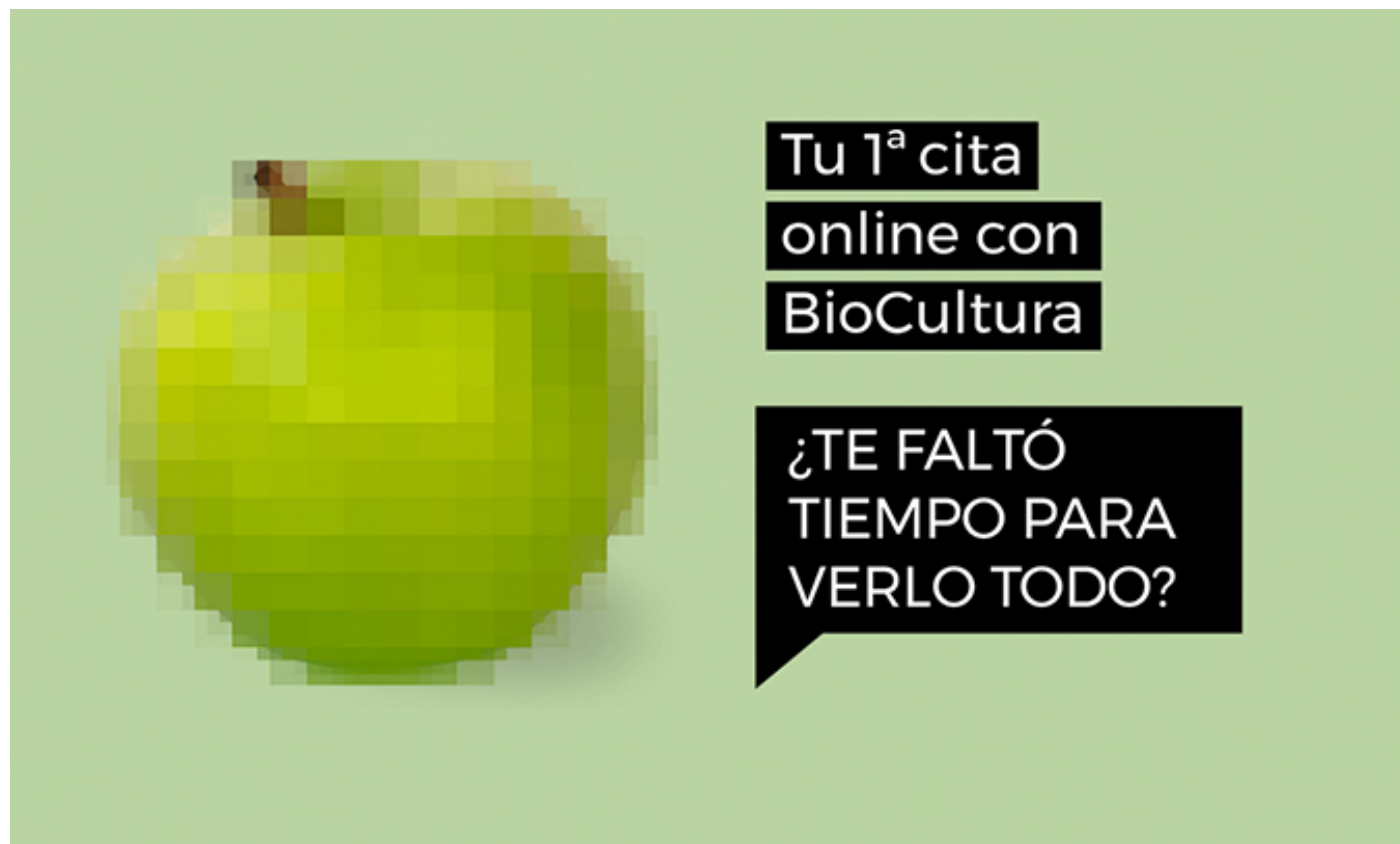 Tu 1ª cita
online con
BioCultura
¿TE FALTÓ
TIEMPO PARA
VERLO TODO?